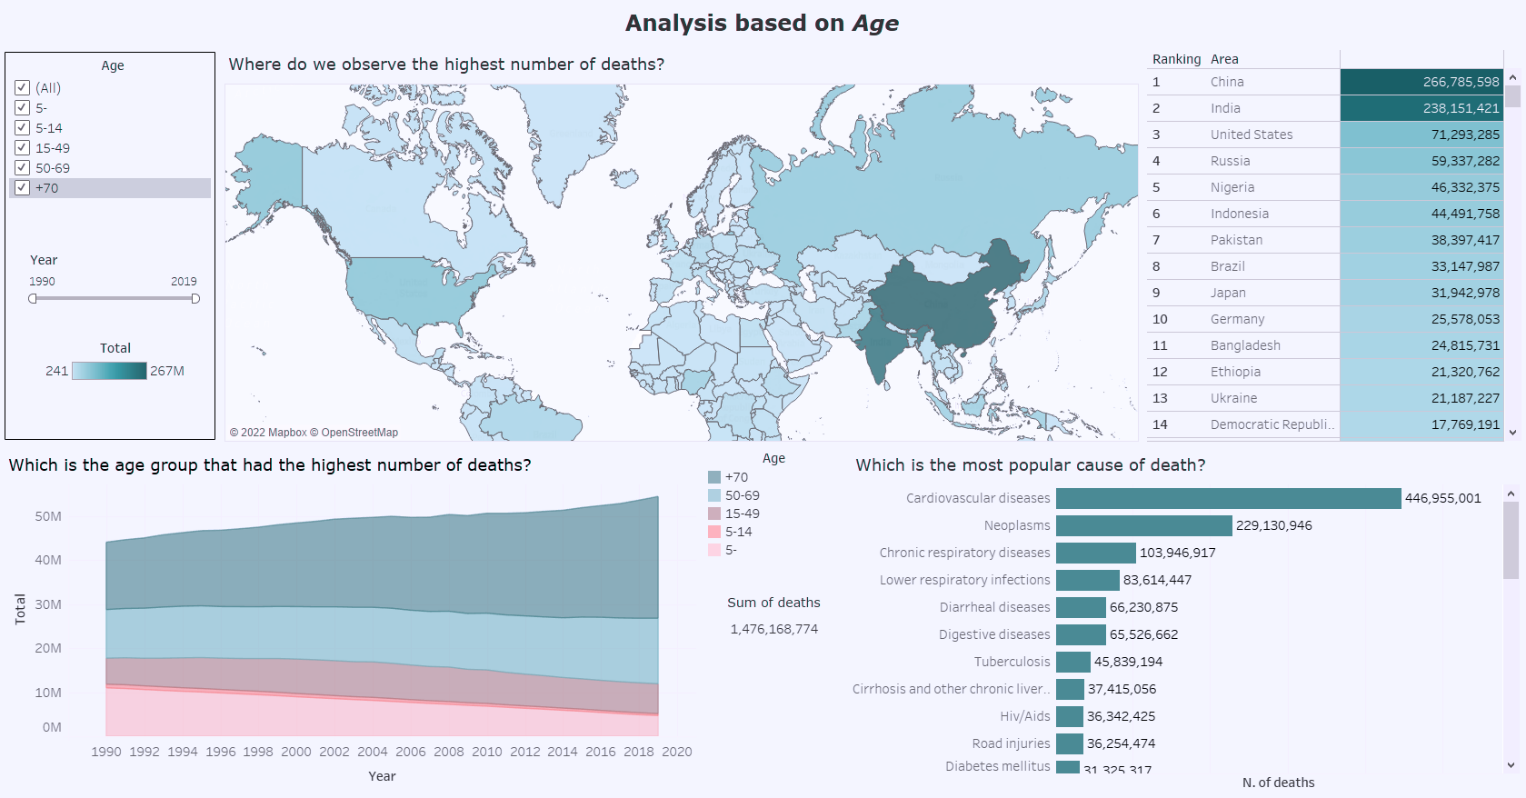 Analysis based on Age
Age
(All)
5-
5-14
15-49
50-69
+70
Year
1990 2019
Total
241 267M
Where do we observe the highest number of deaths?
© 2022 Mapbox © OpenStreetMap
Ranking Area
1 China 266,785,598
2 India 238,151,421
3 United States 71,293,285
4 Russia 59,337,282
5 Nigeria 46,332,375
6 Indonesia 44,491,758
7 Pakistan 38,397,417
8 Brazil 33,147,987
9 Japan 31,942,978
10 Germany 25,578,053
11 Bangladesh 24,815,731
12 Ethiopia 21,320,762
13 Ukraine 21,187,227
14 Democratic Republi.. 17,769,191
Which is the age group that had the highest number of deaths?
50M
40M
30M
20M
10M
0M
Total
1990 1992 1994 1996 1998 2000 2002 2004 2006 2008 2010 2012 2014 2016 2018 2020
Year
Age
+70
50-69
15-49
5-14
5-
Sum of deaths
1,476,168,774
Which is the most popular cause of death?
Cardiovascular diseases 446,955,001
Neoplasms 229,130,946
Chronic respiratory diseases 103,946,917
Lower respiratory infections 83,614,447
Diarrheal diseases 66,230,875
Digestive diseases 65,526,662
Tuberculosis 45,839,194
Cirrhosis and other chronic liver.. 37,415,056
Hiv/Aids 36,342,425
Road injuries 36,254,474
Diabetes mellitus 31,325,317
N. of deaths